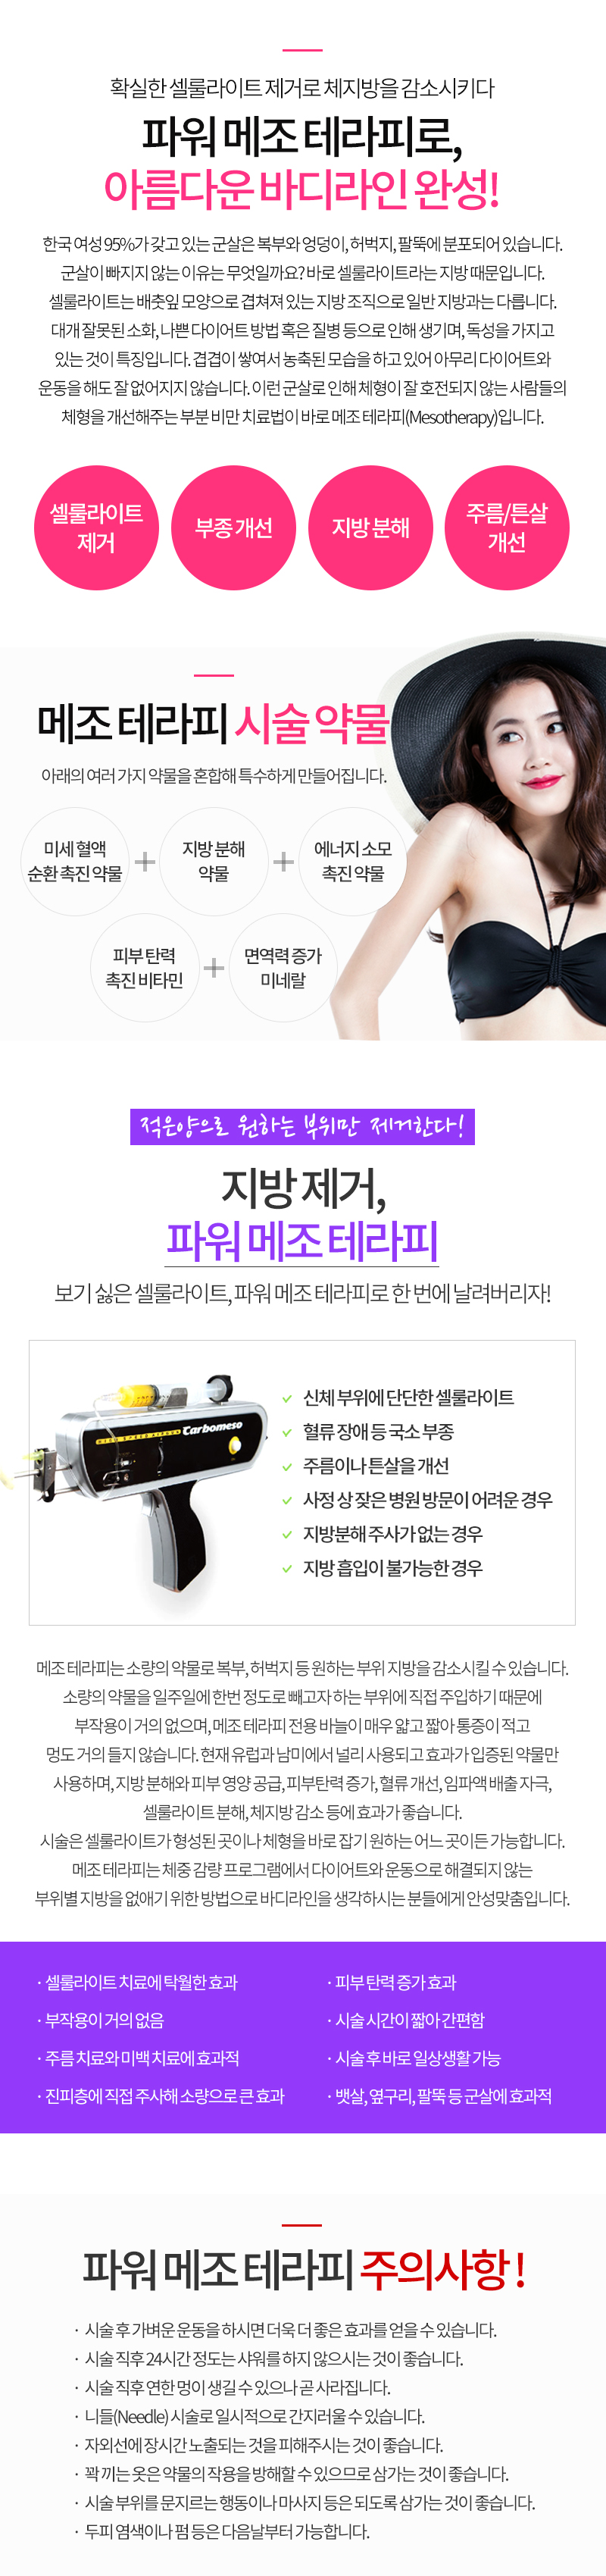 확실한 셀룰라이트 제거로 체지방을 감소시키다
파워 메조 테라피로,
아름다운 바디라인 완성!
한국 여성 95%가 갖고 있는 군살은 복부와 엉덩이, 허벅지, 팔뚝에 분포되어 있습니다.
군살이 빠지지 않는 이유는 무엇일까요? 바로 셀룰라이트라는 지방 때문입니다.
셀룰라이트는 배춧잎 모양으로 겹쳐져 있는 지방 조직으로 일반 지방과는 다릅니다.
대개 잘못된 소화, 나쁜 다이어트 방법 혹은 질병 등으로 인해 생기며, 독성을 가지고
있는 것이 특징입니다. 겹겹이 쌓여서 농축된 모습을 하고 있어 아무리 다이어트와
운동을 해도 잘 없어지지 않습니다. 이런 군살로 인해 체형이 잘 호전되지 않는 사람들의
체형을 개선해주는 부분 비만 치료법이 바로 메조 테라피(Mesotherapy)입니다.
셀룰라이트
제거
부종 개선
지방 분해
주름/튼살
개선
메조 테라피 시술 약물
아래의 여러 가지 약물을 혼합해 특수하게 만들어집니다.
미세 혈액
순환 촉진 약물
지방 분해
약물
에너지 소모
촉진 약물
피부 탄력
촉진 비타민
면역력 증가
미네랄
적은양으로 원하는 부위만 제거한다!
지방 제거,
파워 메조 테라피
보기 싫은 셀룰라이트, 파워 메조 테라피로 한 번에 날려버리자!
Carbomeso
신체 부위에 단단한 셀룰라이트
혈류 장애 등 국소 부종
주름이나 튼살을 개선
사정 상 잦은 병원 방문이 어려운 경우
지방분해 주사가 없는 경우
지방 흡입이 불가능한 경우
메조 테라피는 소량의 약물로 복부, 허벅지 등 원하는 부위 지방을 감소시킬 수 있습니다.
소량의 약물을 일주일에 한번 정도로 빼고자 하는 부위에 직접 주입하기 때문에
부작용이 거의 없으며, 메조 테라피 전용 바늘이 매우 얇고 짧아 통증이 적고
멍도 거의 들지 않습니다. 현재 유럽과 남미에서 널리 사용되고 효과가 입증된 약물만
사용하며, 지방 분해와 피부 영양 공급, 피부탄력 증가, 혈류 개선, 임파액 배출 자극,
셀룰라이트 분해, 체지방 감소 등에 효과가 좋습니다.
시술은 셀룰라이트가 형성된 곳이나 체형을 바로 잡기 원하는 어느 곳이든 가능합니다.
메조 테라피는 체중 감량 프로그램에서 다이어트와 운동으로 해결되지 않는
부위별 지방을 없애기 위한 방법으로 바디라인을 생각하시는 분들에게 안성맞춤입니다.
· 셀룰라이트 치료에 탁월한 효과
· 부작용이 거의 없음
· 주름 치료와 미백 치료에 효과적
· 진피층에 직접 주사해 소량으로 큰 효과
· 피부 탄력 증가 효과
· 시술 시간이 짧아 간편함
· 시술 후 바로 일상생활 가능
· 뱃살, 옆구리, 팔뚝 등 군살에 효과적
파워 메조 테라피 주의사항 !
· 시술 후 가벼운 운동을 하시면 더욱 더 좋은 효과를 얻을 수 있습니다.
· 시술 직후 24시간 정도는 샤워를 하지 않으시는 것이 좋습니다.
· 시술 직후 연한 멍이 생길 수 있으나 곧 사라집니다.
· 니들(Needle) 시술로 일시적으로 간지러울 수 있습니다.
· 자외선에 장시간 노출되는 것을 피해주시는 것이 좋습니다.
· 꽉 끼는 옷은 약물의 작용을 방해할 수 있으므로 삼가는 것이 좋습니다.
· 시술 부위를 문지르는 행동이나 마사지 등은 되도록 삼가는 것이 좋습니다.
· 두피 염색이나 펌 등은 다음날부터 가능합니다.